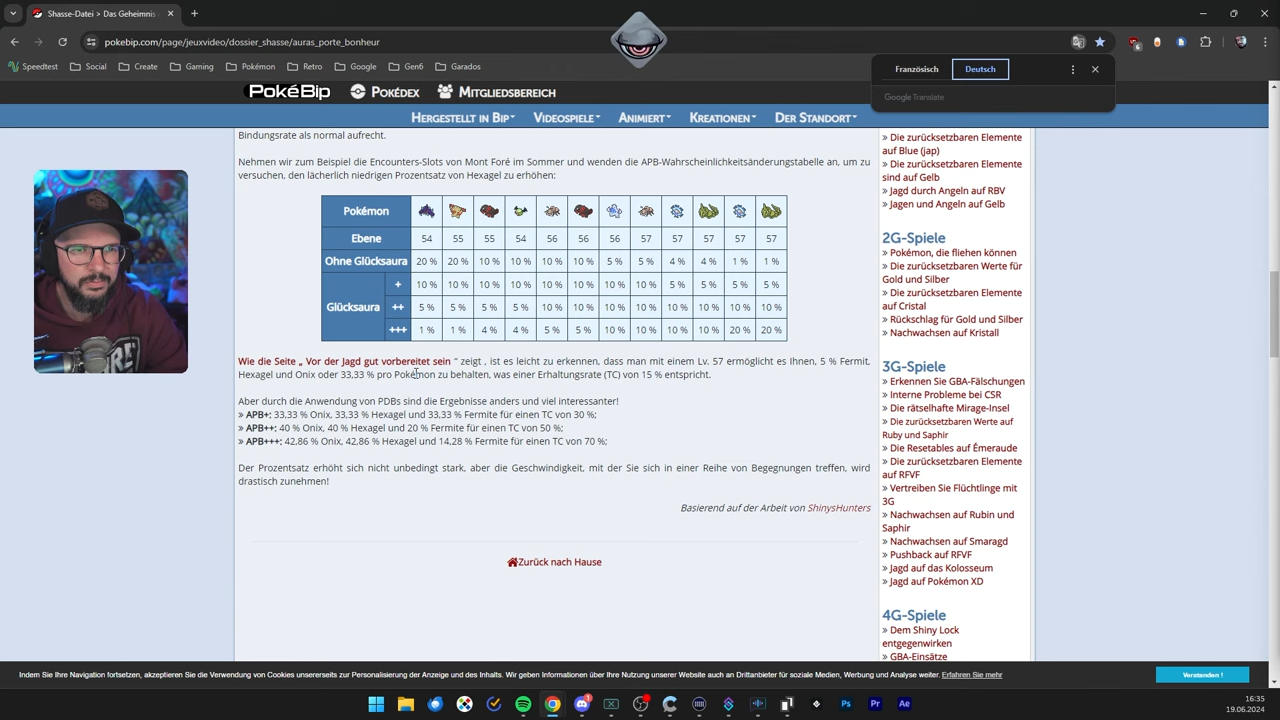 Shasse-Datei > Das Geheimnis
pokebip.com/page/jeuxvideo/dossier_shasse/auras_porte_bonheur
Speedtest Social Create Gaming Pokémon Retro Google Gen6 Garados
Französisch Deutsch
Google Translate
PokéBip Pokédex Mitgliedsbereich
Hergestellt in Bip Videospiele Animiert Kreationen Der Standort
Bindungsrate als normal aufrecht.
Nehmen wir zum Beispiel die Encounters-Slots von Mont Foré im Sommer und wenden die APB-Wahrscheinlichkeitsänderungstabelle an, um zu
versuchen, den lächerlich niedrigen Prozentsatz von Hexagel zu erhöhen:
Pokémon
Ebene 54 55 55 54 56 56 56 57 57 57 57 57
Ohne Glücksaura 20 % 20 % 10 % 10 % 10 % 10 % 5 % 5 % 4 % 4 % 1 % 1 %
+ 10 % 10 % 10 % 10 % 10 % 10 % 10 % 10 % 5 % 5 % 5 % 5 %
Glücksaura ++ 5 % 5 % 5 % 5 % 10 % 10 % 10 % 10 % 10 % 10 % 10 % 10 %
+++ 1 % 1 % 4 % 4 % 5 % 5 % 10 % 10 % 10 % 10 % 20 % 20 %
Wie die Seite „ Vor der Jagd gut vorbereitet sein “ zeigt , ist es leicht zu erkennen, dass man mit einem Lv. 57 ermöglicht es Ihnen, 5 % Fermit,
Hexagel und Onix oder 33,33 % pro Pokémon zu behalten, was einer Erhaltungsrate (TC) von 15 % entspricht.
Aber durch die Anwendung von PDBs sind die Ergebnisse anders und viel interessanter!
» APB+: 33,33 % Onix, 33,33 % Hexagel und 33,33 % Fermite für einen TC von 30 %;
» APB++: 40 % Onix, 40 % Hexagel und 20 % Fermite für einen TC von 50 %;
» APB+++: 42,86 % Onix, 42,86 % Hexagel und 14,28 % Fermite für einen TC von 70 %;
Der Prozentsatz erhöht sich nicht unbedingt stark, aber die Geschwindigkeit, mit der Sie sich in einer Reihe von Begegnungen treffen, wird
drastisch zunehmen!
Basierend auf der Arbeit von ShinysHunters
Zurück nach Hause
» Die zurücksetzbaren Elemente
auf Blue (jap)
» Die zurücksetzbaren Elemente
sind auf Gelb
» Jagd durch Angeln auf RBV
» Jagen und Angeln auf Gelb
2G-Spiele
» Pokémon, die fliehen können
» Die zurücksetzbaren Werte für
Gold und Silber
» Die zurücksetzbaren Elemente
auf Cristal
» Rückschlag für Gold und Silber
» Nachwachsen auf Kristall
3G-Spiele
» Erkennen Sie GBA-Fälschungen
» Interne Probleme bei CSR
» Die rätselhafte Mirage-Insel
» Die zurücksetzbaren Werte auf
Ruby und Saphir
» Die Resetables auf Émeraude
» Die zurücksetzbaren Elemente
auf RFVF
» Vertreiben Sie Flüchtlinge mit
3G
» Nachwachsen auf Rubin und
Saphir
» Nachwachsen auf Smaragd
» Pushback auf RFVF
» Jagd auf das Kolosseum
» Jagd auf Pokémon XD
4G-Spiele
» Dem Shiny Lock
entgegenwirken
» GBA-Einsätze
Indem Sie Ihre Navigation fortsetzen, akzeptieren Sie die Verwendung von Cookies unsererseits zur Personalisierung der Anzeige und des Inhalts. Wir geben Informationen über Ihre Nutzung unserer Website auch an Drittanbieter für soziale Medien, Werbung und Analyse weiter. Erfahren Sie mehr
Verstanden !
16:35
19.06.2024